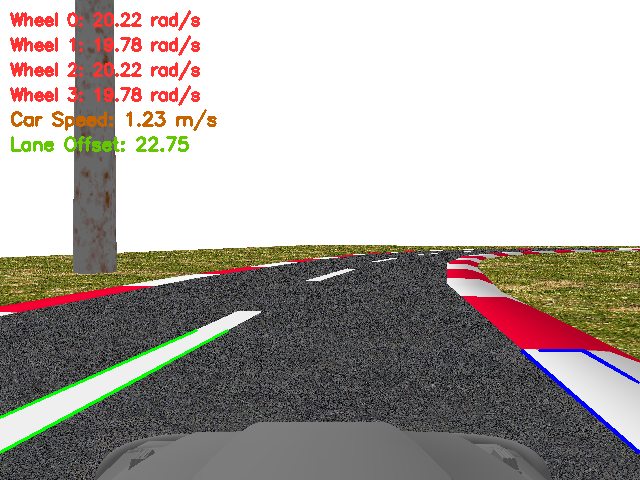 Wheel 0: 20.22 rad/s
Wheel 1: 19.78 rad/s
Wheel 2: 20.22 rad/s
Wheel 3: 19.78 rad/s
Car Speed: 1.23 m/s
Lane Offset: 22.75